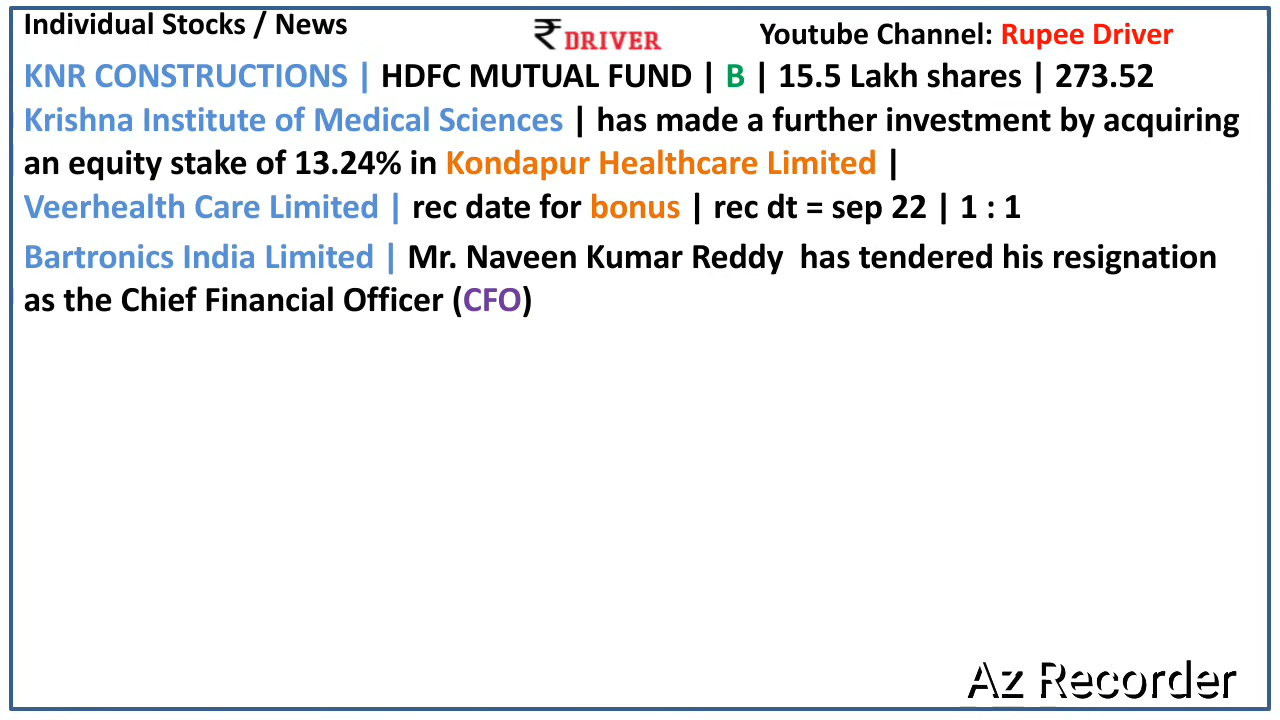 Individual Stocks / News
₹ DRIVER
Youtube Channel: Rupee Driver
KNR CONSTRUCTIONS | HDFC MUTUAL FUND | B | 15.5 Lakh shares | 273.52
Krishna Institute of Medical Sciences | has made a further investment by acquiring
an equity stake of 13.24% in Kondapur Healthcare Limited |
Veerhealth Care Limited | rec date for bonus | rec dt = sep 22 | 1 : 1
Bartronics India Limited | Mr. Naveen Kumar Reddy  has tendered his resignation
as the Chief Financial Officer (CFO)
Az Recorder